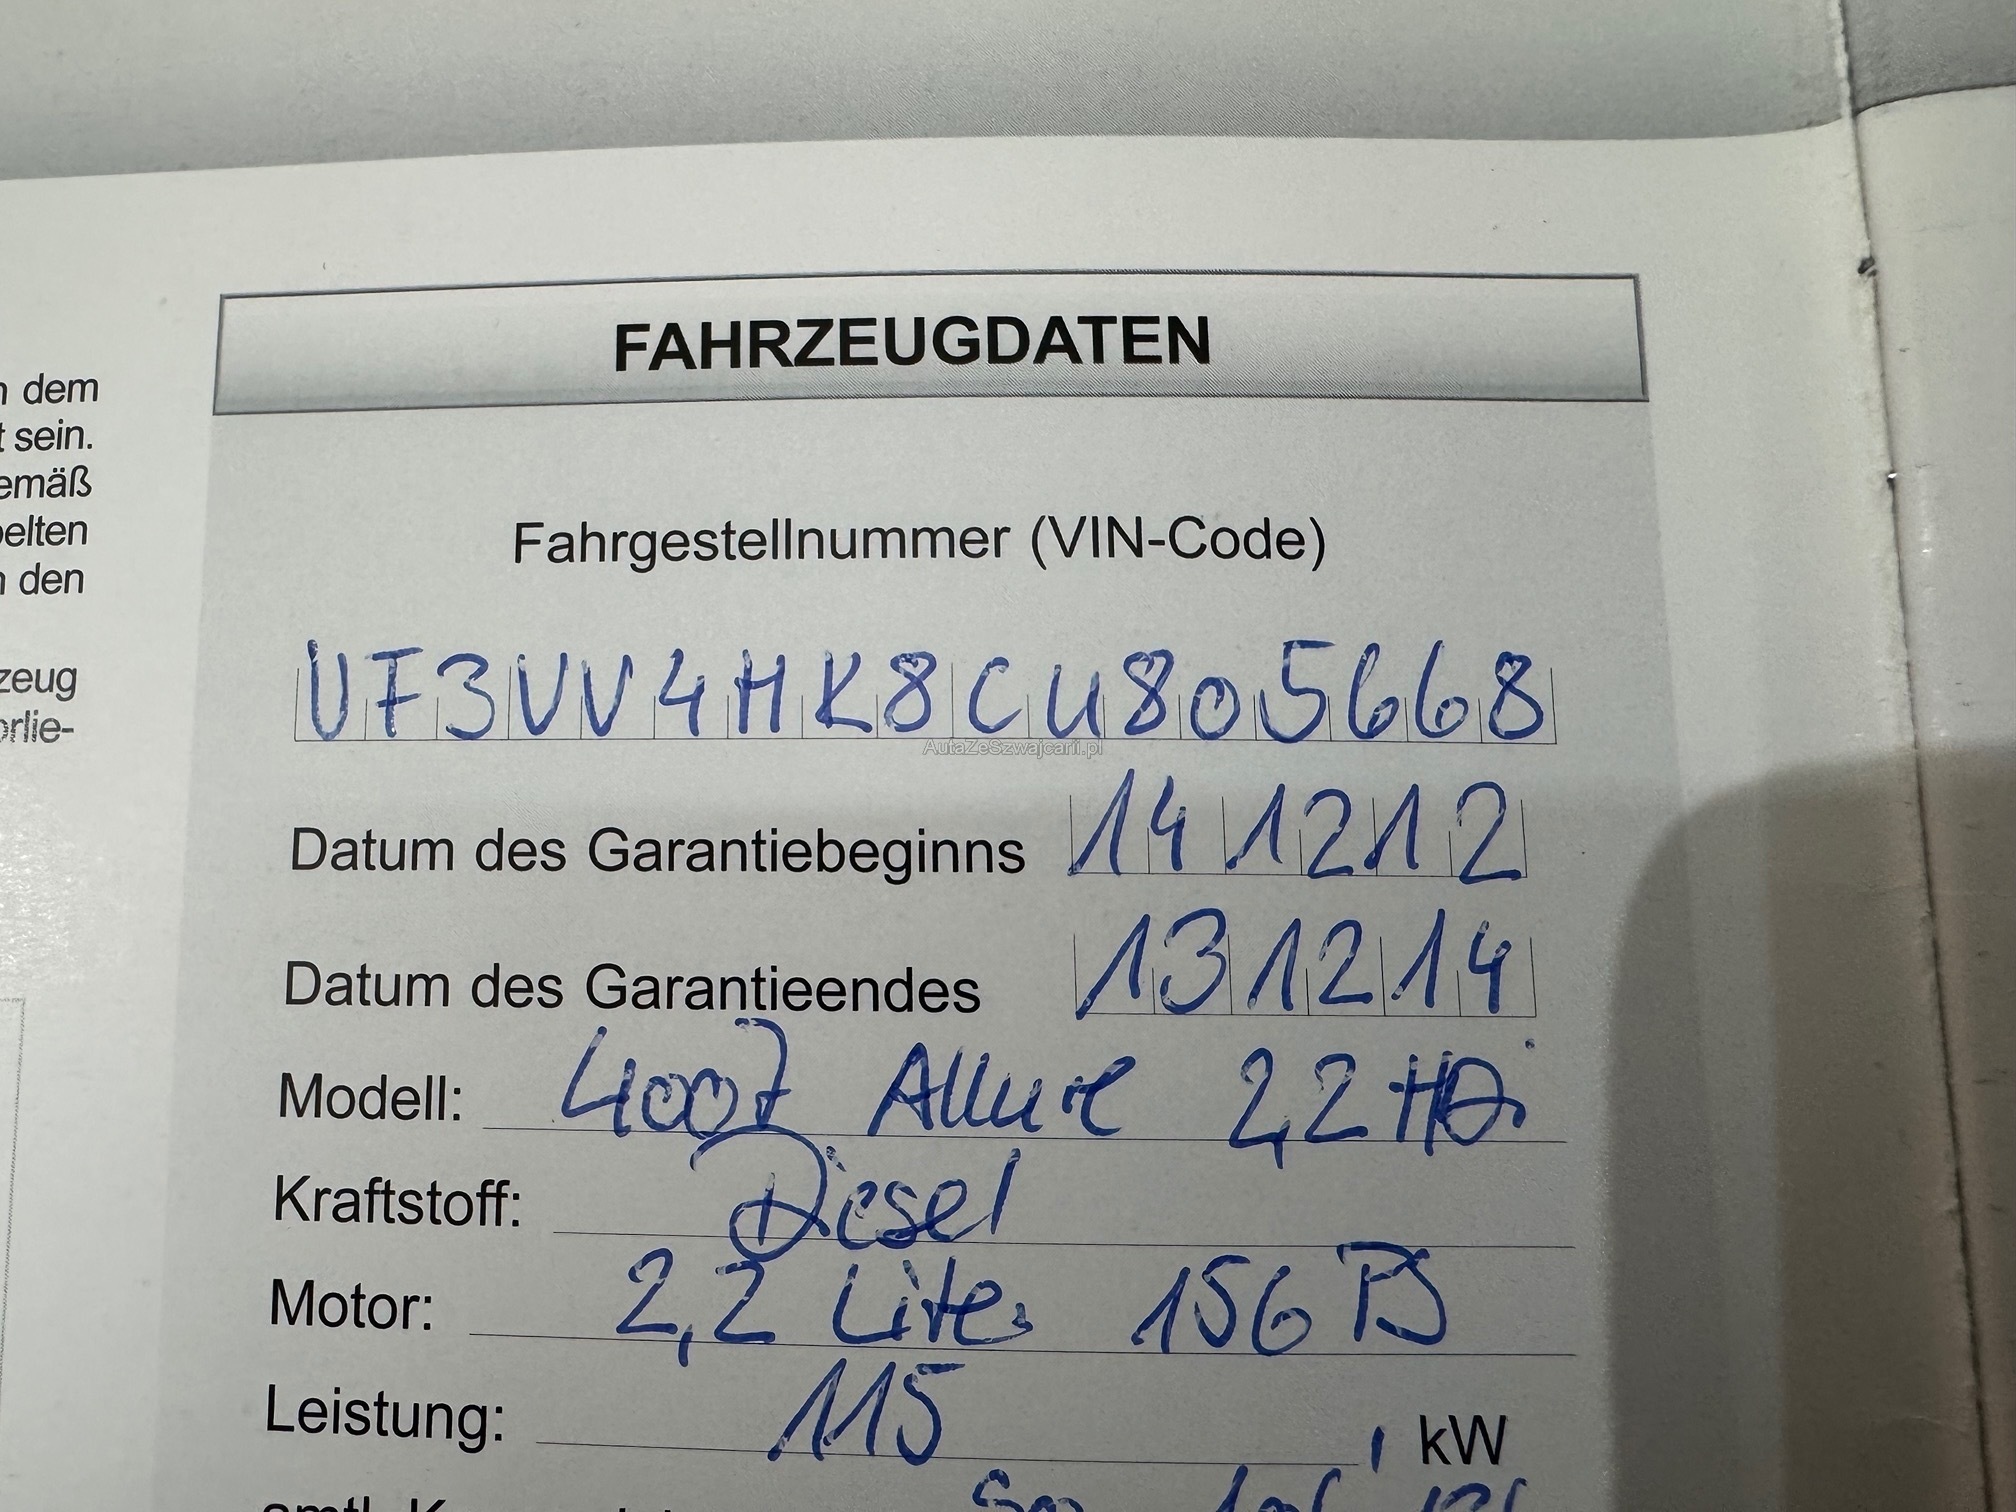 dem
sein.
emäß
elten
den
zeug
orlie-
FAHRZEUGDATEN
Fahrgestellnummer (VIN-Code)
VF3VV4HK8CU805668
AutaZeSzwajcarii.pl
Datum des Garantiebeginns 141212
Datum des Garantieendes 131214
Modell: 4007 Allure 2,2 HDi
Kraftstoff: Diesel
Motor: 2,2 Liter 156 PS
Leistung: 115 kW